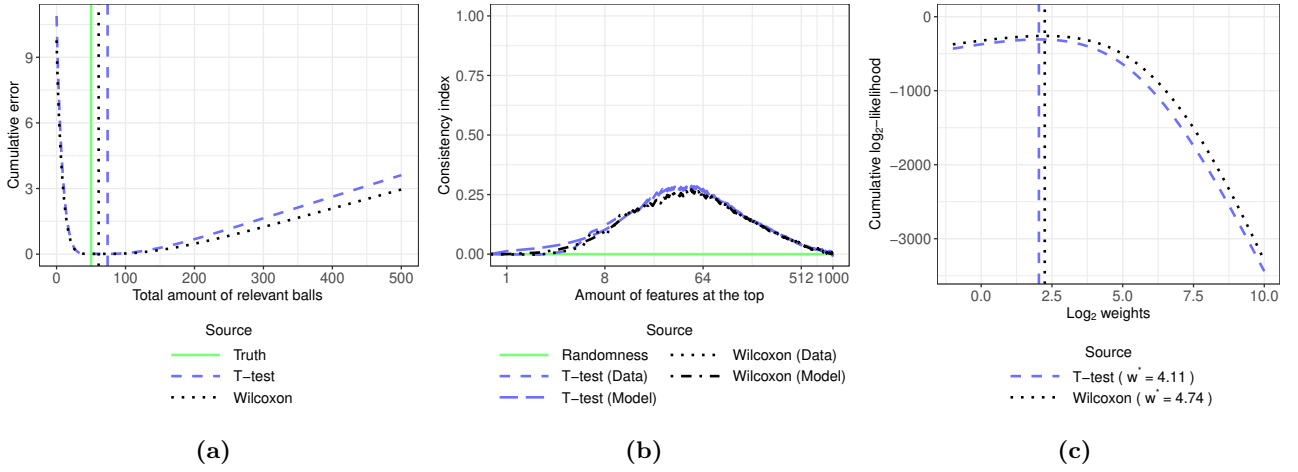 Cumulative error
9
6
3
0
0 100 200 300 400 500
Total amount of relevant balls
Source
Truth
T-test
Wilcoxon
(a)
Consistency index
1.00
0.75
0.50
0.25
0.00
1 8 64 512 1000
Amount of features at the top
Source
Randomness
T-test (Data)
T-test (Model)
Wilcoxon (Data)
Wilcoxon (Model)
(b)
Cumulative log₂-likelihood
0
−1000
−2000
−3000
0.0 2.5 5.0 7.5 10.0
Log₂ weights
Source
T-test ( w* = 4.11 )
Wilcoxon ( w* = 4.74 )
(c)